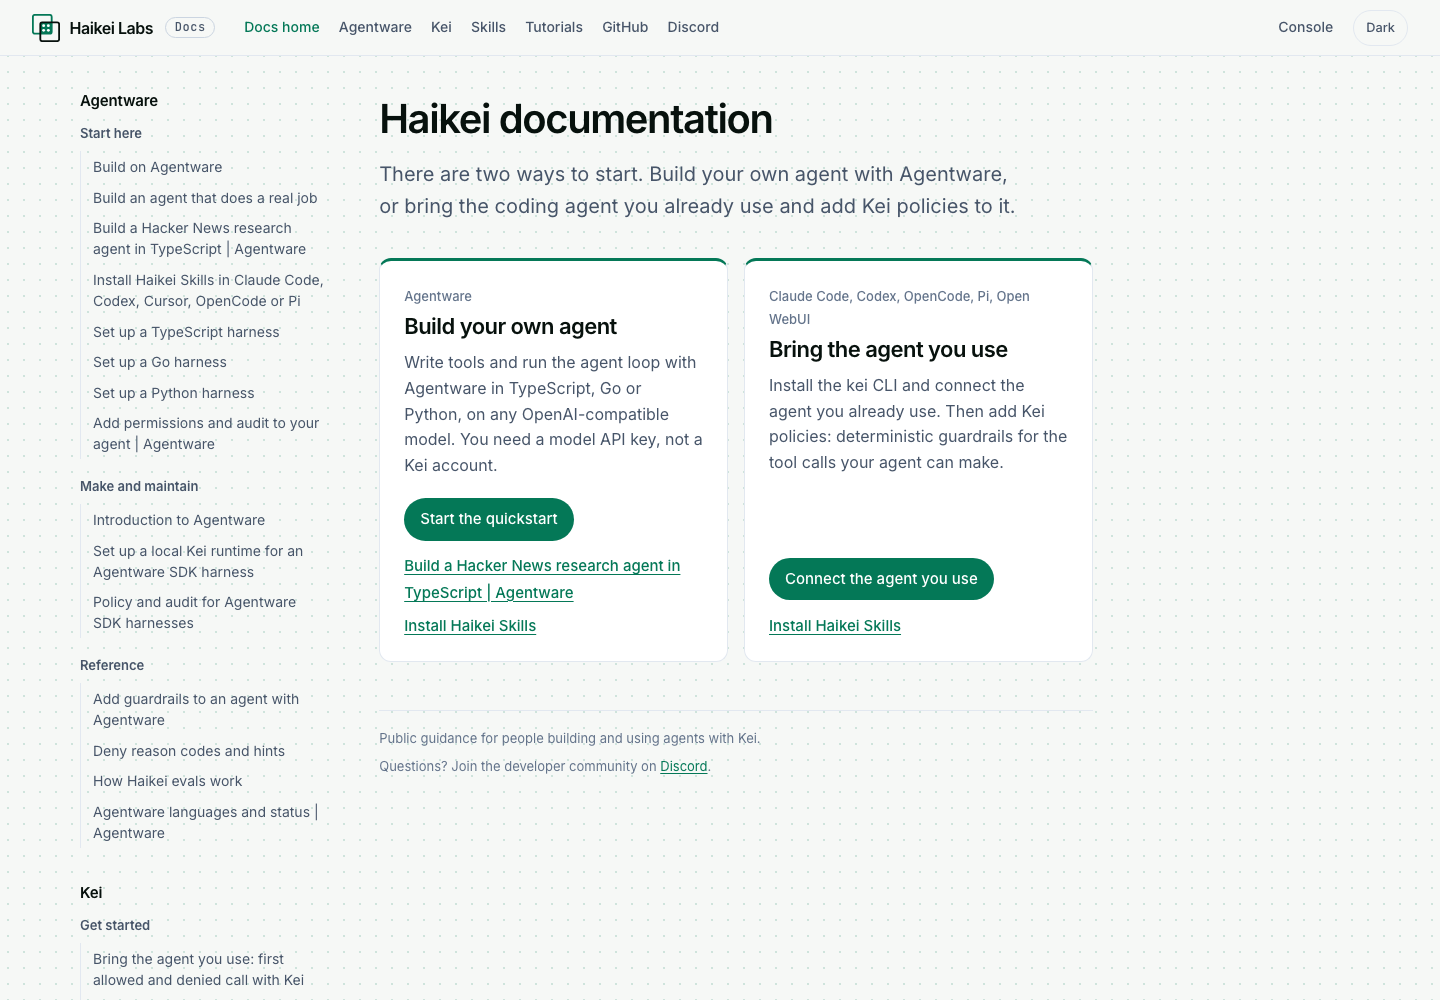 Haikei Labs
Docs
Docs home
Agentware
Kei
Skills
Tutorials
GitHub
Discord
Console
Dark
Agentware
Start here
Build on Agentware
Build an agent that does a real job
Build a Hacker News research
agent in TypeScript | Agentware
Install Haikei Skills in Claude Code,
Codex, Cursor, OpenCode or Pi
Set up a TypeScript harness
Set up a Go harness
Set up a Python harness
Add permissions and audit to your
agent | Agentware
Make and maintain
Introduction to Agentware
Set up a local Kei runtime for an
Agentware SDK harness
Policy and audit for Agentware
SDK harnesses
Reference
Add guardrails to an agent with
Agentware
Deny reason codes and hints
How Haikei evals work
Agentware languages and status |
Agentware
Kei
Get started
Bring the agent you use: first
allowed and denied call with Kei
Haikei documentation
There are two ways to start. Build your own agent with Agentware,
or bring the coding agent you already use and add Kei policies to it.
Agentware
Build your own agent
Write tools and run the agent loop with
Agentware in TypeScript, Go or
Python, on any OpenAI-compatible
model. You need a model API key, not a
Kei account.
Start the quickstart
Build a Hacker News research agent in
TypeScript | Agentware
Install Haikei Skills
Claude Code, Codex, OpenCode, Pi, Open
WebUI
Bring the agent you use
Install the kei CLI and connect the
agent you already use. Then add Kei
policies: deterministic guardrails for the
tool calls your agent can make.
Connect the agent you use
Install Haikei Skills
Public guidance for people building and using agents with Kei.
Questions? Join the developer community on Discord.